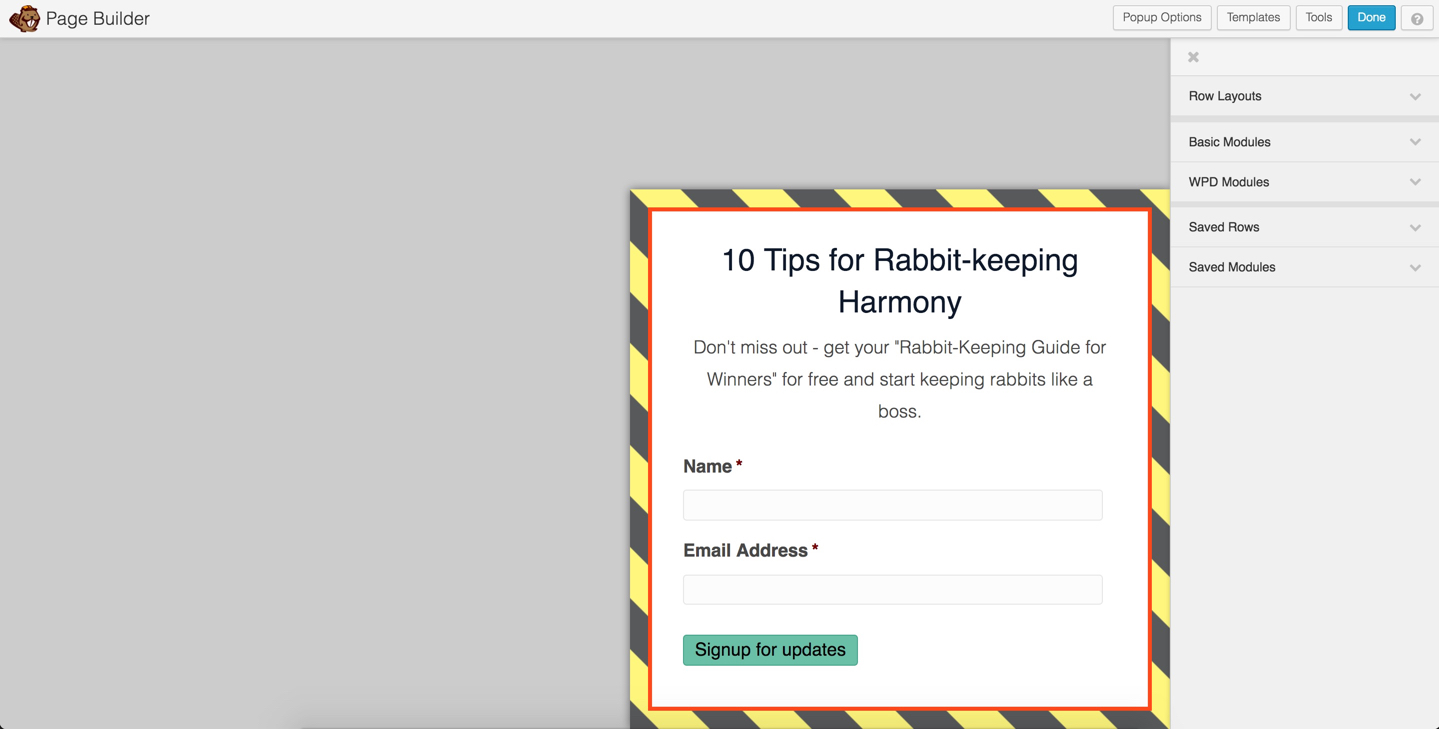 Page Builder
Popup Options
Templates
Tools
Done
?
Row Layouts
Basic Modules
WPD Modules
Saved Rows
Saved Modules
10 Tips for Rabbit-keeping
Harmony
Don't miss out - get your "Rabbit-Keeping Guide for
Winners" for free and start keeping rabbits like a
boss.
Name *
Email Address *
Signup for updates